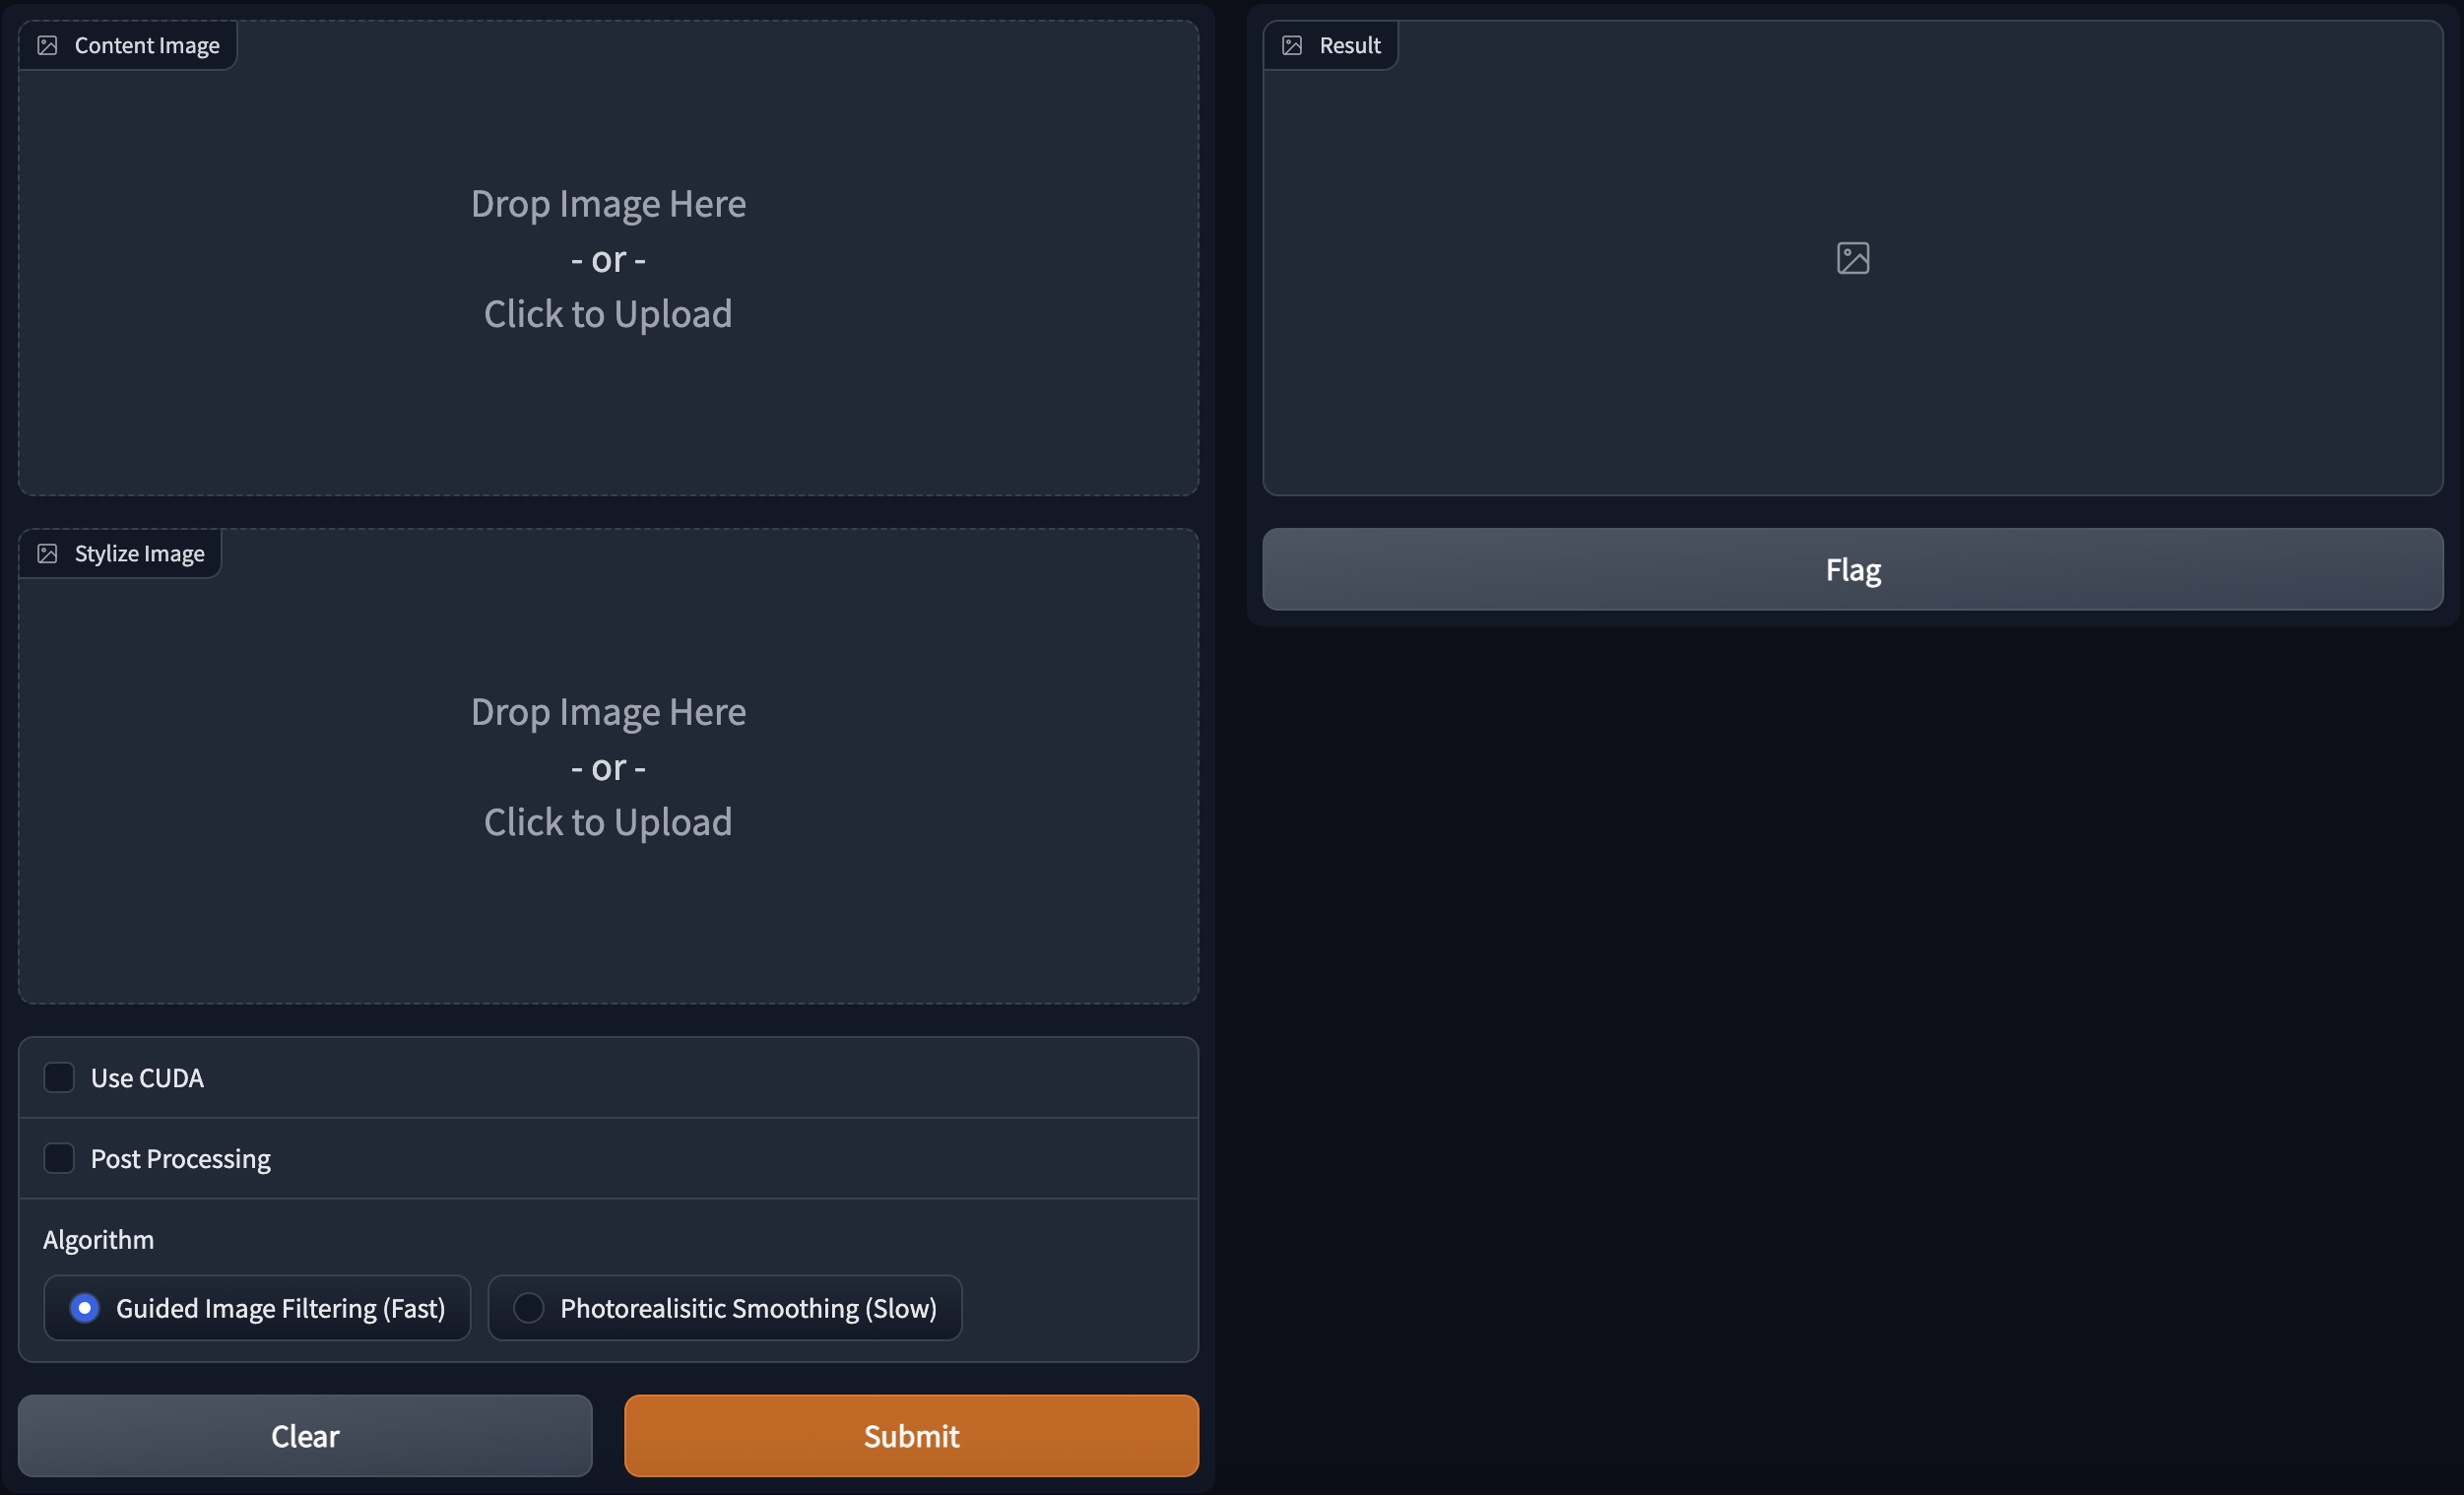 Content Image
Drop Image Here
- or -
Click to Upload
Stylize Image
Drop Image Here
- or -
Click to Upload
Use CUDA
Post Processing
Algorithm
Guided Image Filtering (Fast)
Photorealisitic Smoothing (Slow)
Clear
Submit
Result
Flag